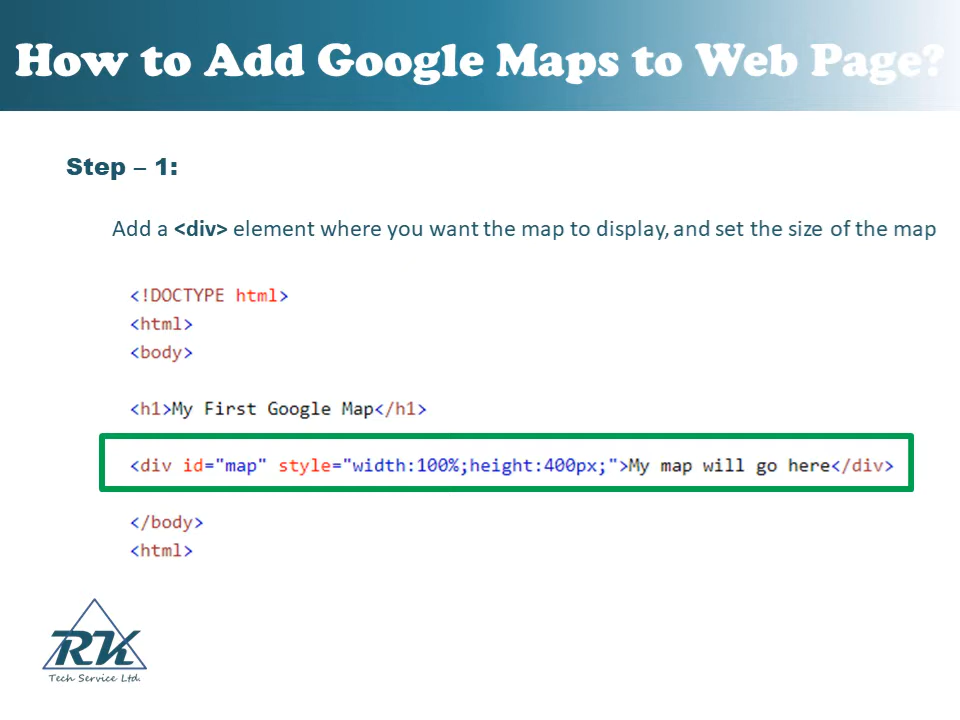 How to Add Google Maps to Web Page?
Step – 1:
Add a <div> element where you want the map to display, and set the size of the map
<!DOCTYPE html>
<html>
<body>
<h1>My First Google Map</h1>
<div id="map" style="width:100%;height:400px;">My map will go here</div>
</body>
<html>
RK
Tech Service Ltd.